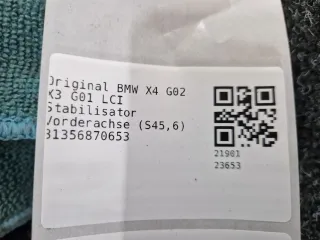 Original BMW X4 G02
X3 G01 LCI
Stabilisator
Vorderachse (S45,6)
31356870653
21981
23653